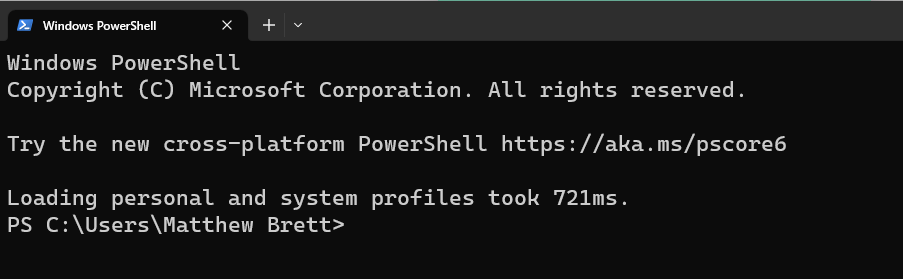 Windows PowerShell
Windows PowerShell
Copyright (C) Microsoft Corporation. All rights reserved.
Try the new cross-platform PowerShell https://aka.ms/pscore6
Loading personal and system profiles took 721ms.
PS C:\Users\Matthew Brett>